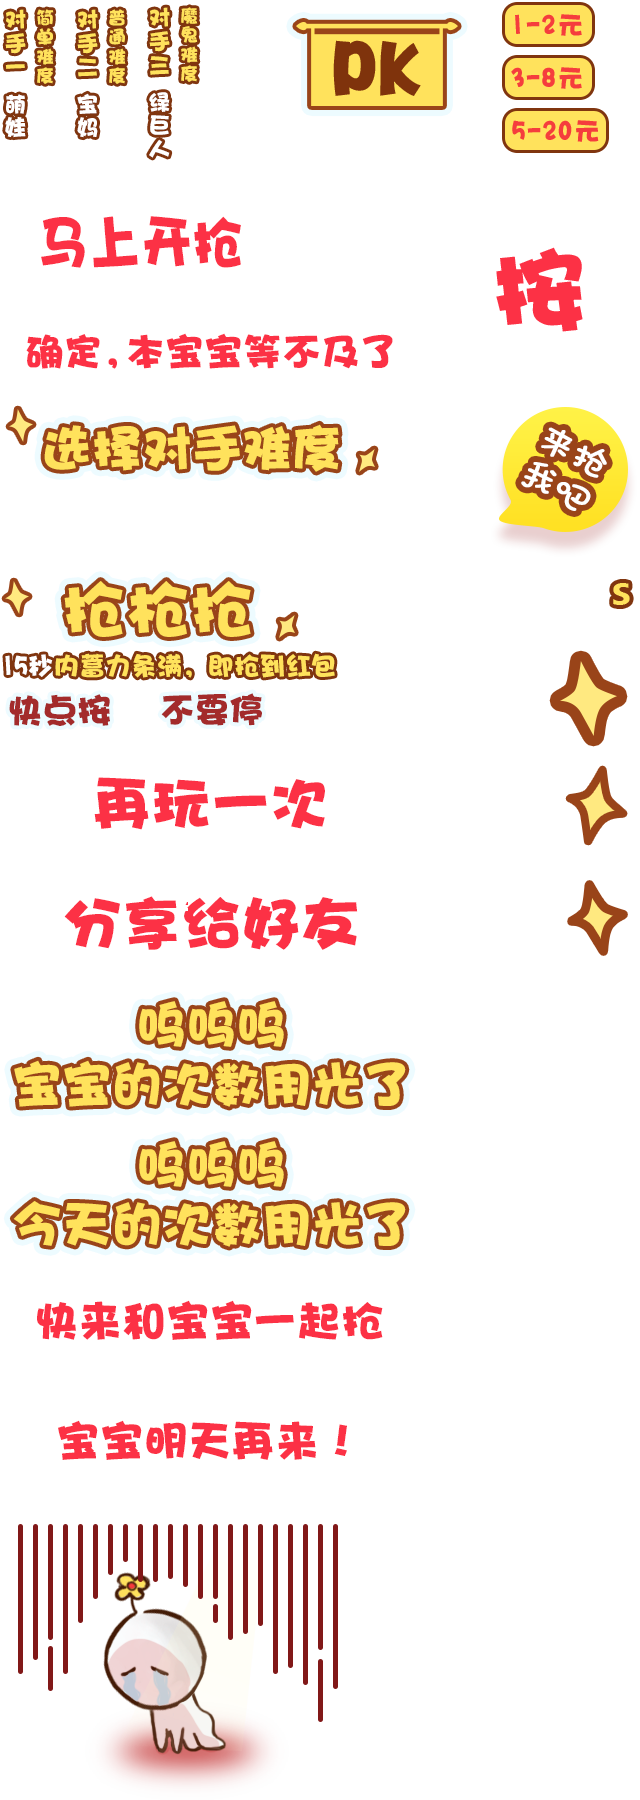 对手一 萌娃
简单难度
对手二 宝妈
普通难度
对手三 绿巨人
魔鬼难度
PK
1-2元
3-8元
5-20元
马上开抢
按
确定,本宝宝等不及了
选择对手难度
来抢
我吧
抢抢抢
S
15秒内蓄力条满,即抢到红包
快点按 不要停
再玩一次
分享给好友
呜呜呜
宝宝的次数用光了
呜呜呜
今天的次数用光了
快来和宝宝一起抢
宝宝明天再来!